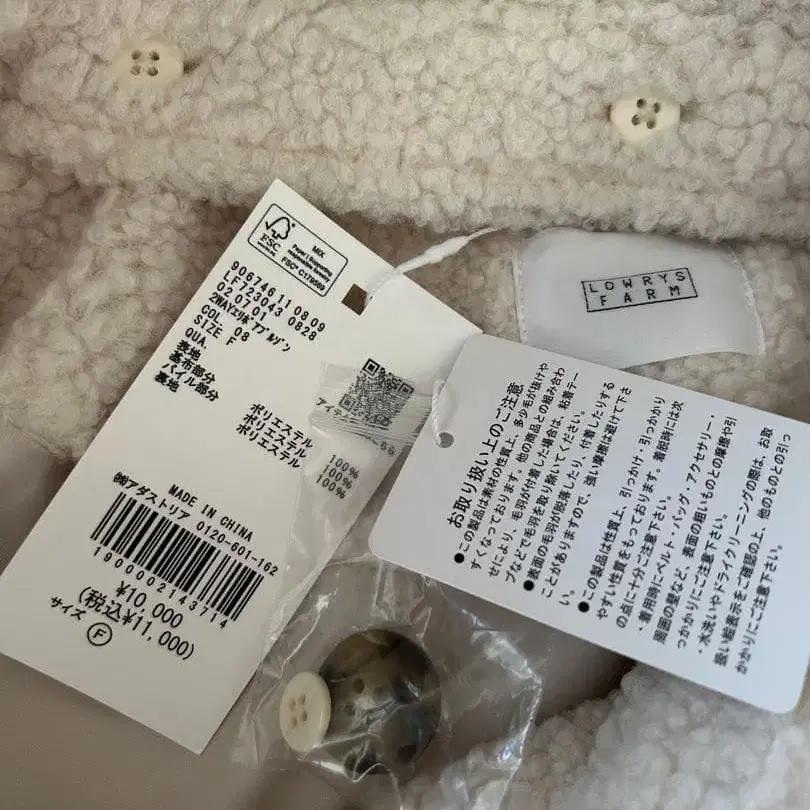 FSC
MIX
Paper | Supporting
responsible forestry
FSC® C179569
90674611 08.09
LF723043 0828
02.07.01
2WAYエリボアブルゾン
COL. 08
SIZE F
QUA.
表地
基布部分 ポリエステル 100%
パイル部分 ポリエステル 100%
裏地 ポリエステル 100%
MADE IN CHINA
㈱アダストリア 0120-601-162
1900002143714
¥10,000
(税込¥11,000)
サイズ F
LOWRYS
FARM
お取り扱い上のご注意
●この製品は素材の性質上、多少毛が抜けや
すくなっております。他の商品との組み合わ
せにより、毛羽が付着した場合は、粘着テー
プなどで毛羽を取り除いてください。
●表面の毛羽が脱落したり、付着したりする
ことがありますので、強い摩擦は避けて下さ
い。
●この製品は性質上、引っかけ・引っかかり
やすい性質をもっております。着脱時には次
の点に十分ご注意下さい。
・着用時にベルト・バッグ・アクセサリー・
周囲の壁など、表面の粗いものとの摩擦や引
っかかりにご注意下さい。
・水洗いやドライクリーニングの際は、お取
扱い絵表示をご確認の上、他のものとの引っ
かかりにご注意下さい。